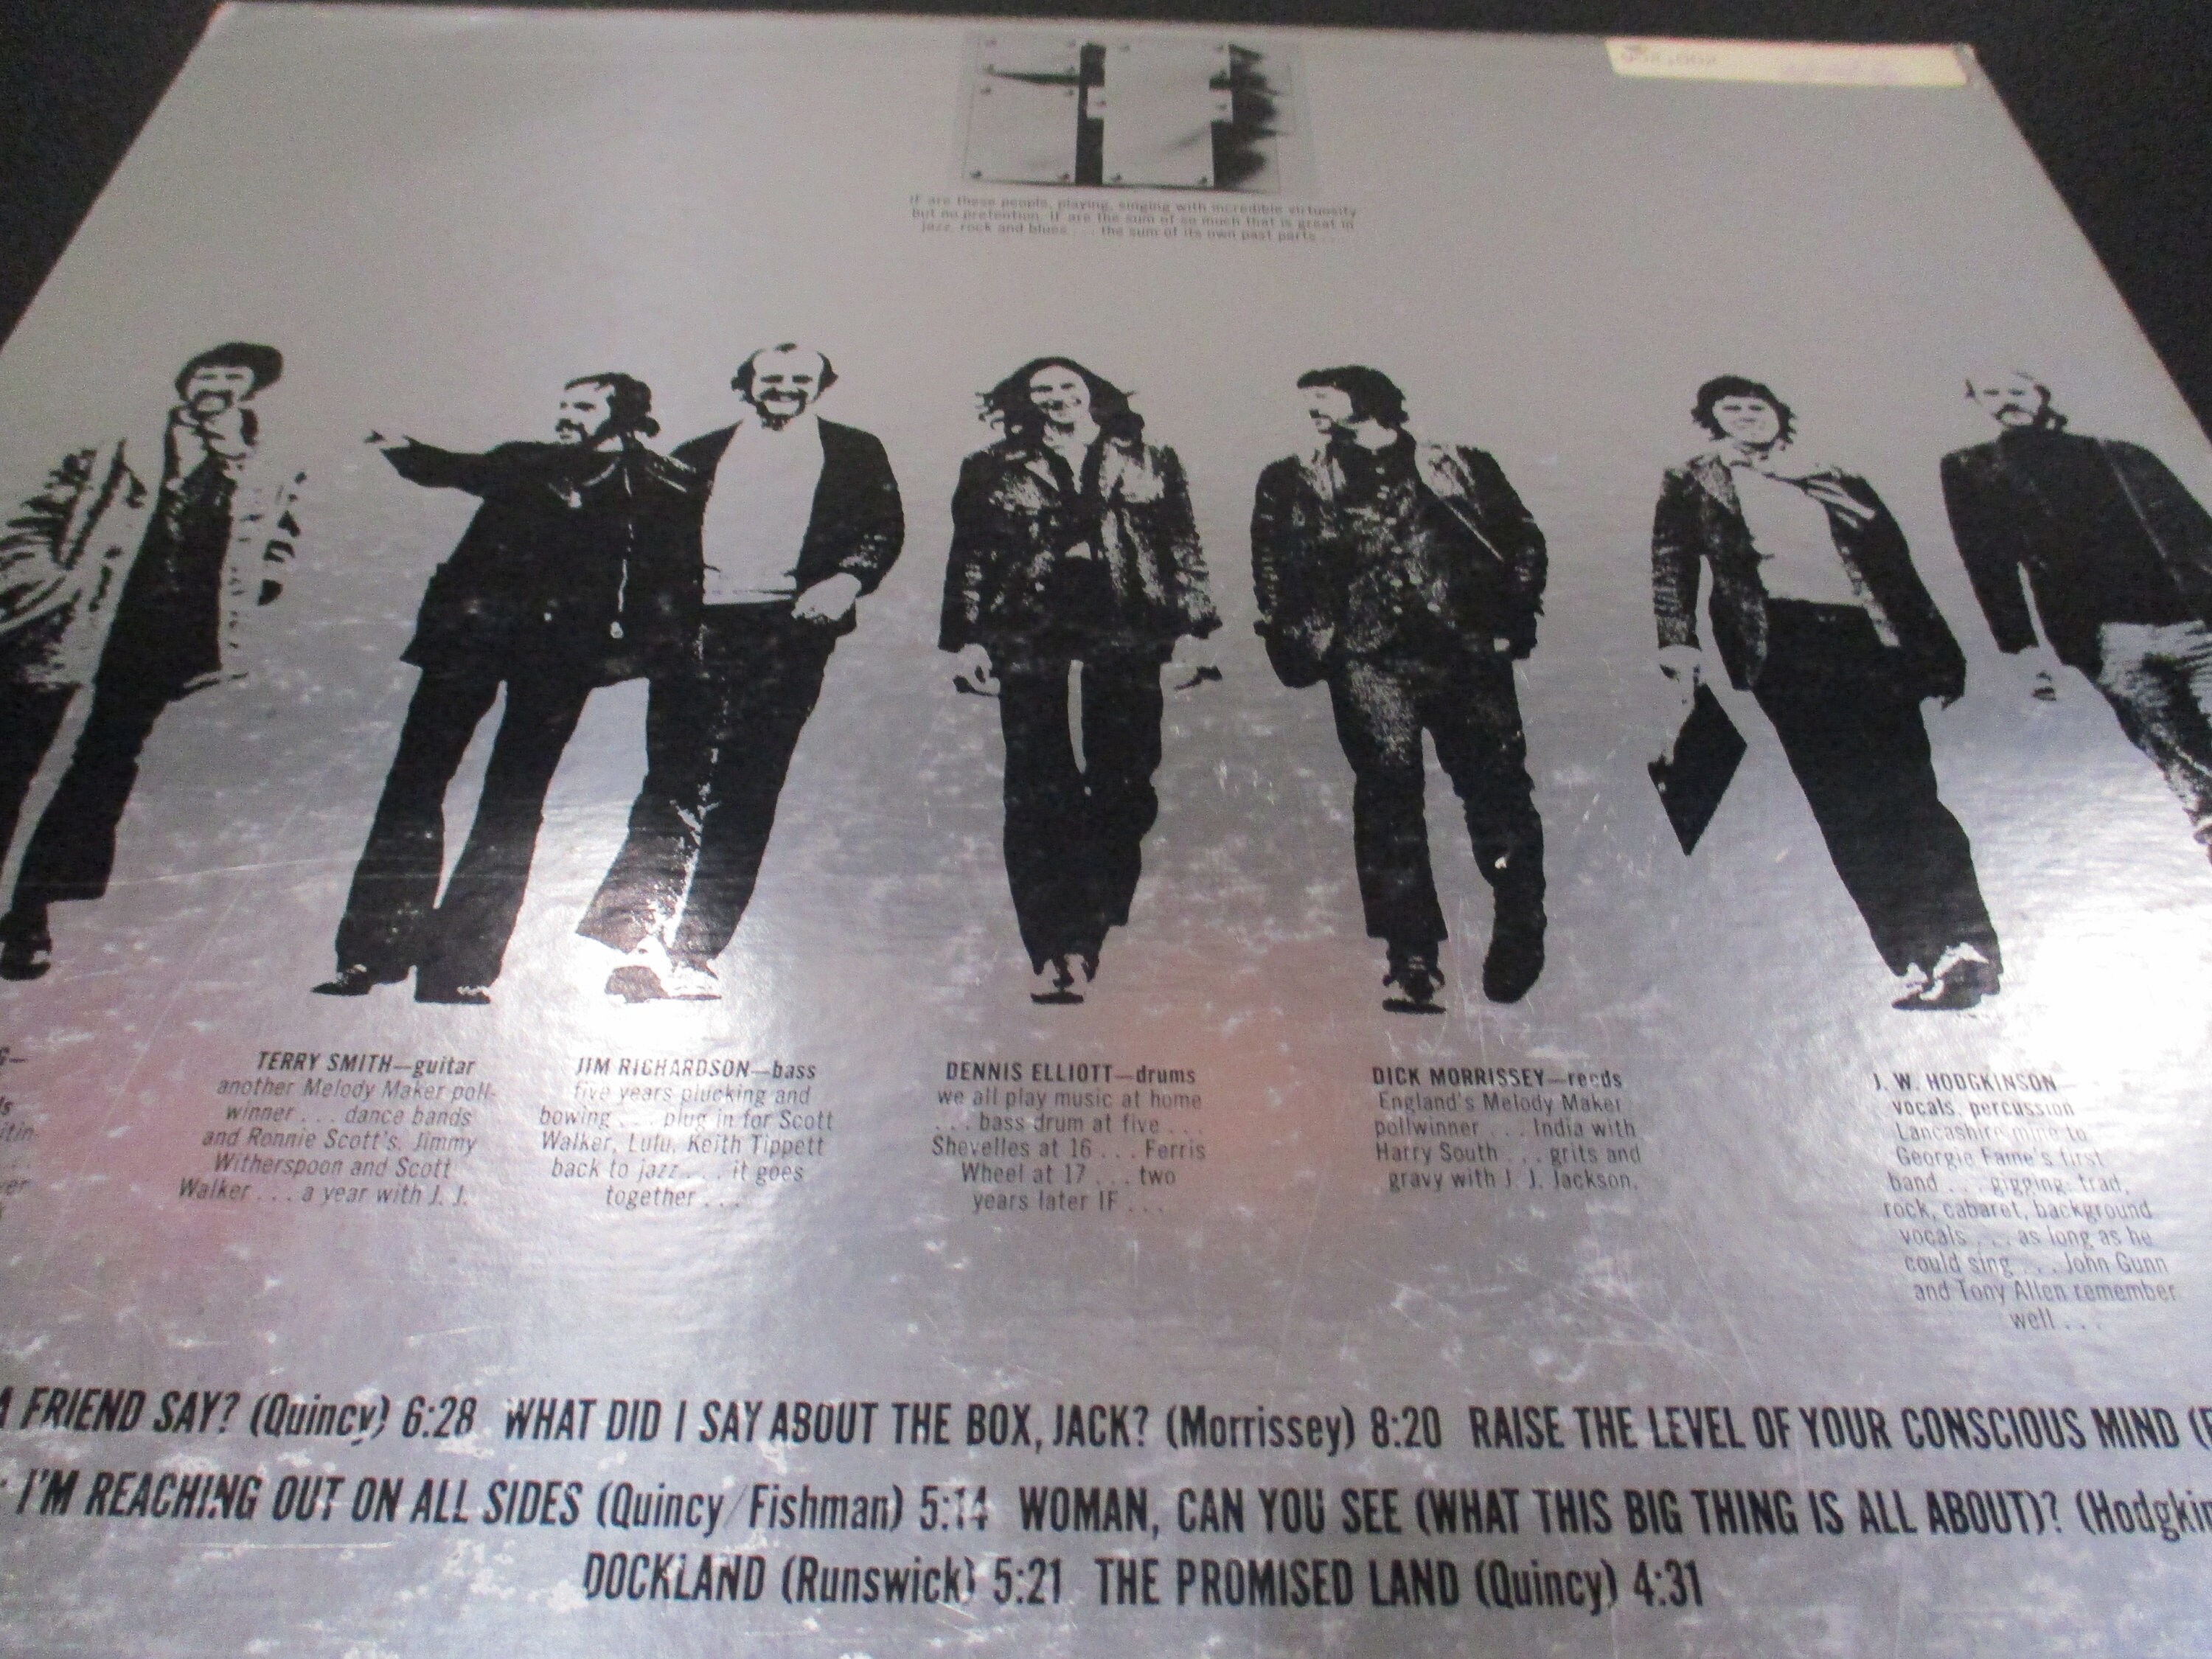 IF are these people, playing, singing with incredible virtuosity
but no pretention. IF are the sum of so much that is great in
jazz, rock and blues . . . the sum of its own past parts . . .
TERRY SMITH—guitar
another Melody Maker poll-
winner . . . dance bands
and Ronnie Scott's, Jimmy
Witherspoon and Scott
Walker . . . a year with J. J.
JIM RICHARDSON—bass
five years plucking and
bowing . . . plug in for Scott
Walker, Lulu, Keith Tippett
back to jazz . . . it goes
together . . .
DENNIS ELLIOTT—drums
we all play music at home
. . . bass drum at five . . .
Shevelles at 16 . . . Ferris
Wheel at 17 . . . two
years later IF . . .
DICK MORRISSEY—reeds
England's Melody Maker
pollwinner . . . India with
Harry South . . . grits and
gravy with J. J. Jackson.
J. W. HODGKINSON—
vocals, percussion
Lancashire mine to
Georgie Fame's first
band . . . gigging, trad,
rock, cabaret, background
vocals . . . as long as he
could sing . . . John Gunn
and Tony Allen remember
well . . .
A FRIEND SAY? (Quincy) 6:28 WHAT DID I SAY ABOUT THE BOX, JACK? (Morrissey) 8:20 RAISE THE LEVEL OF YOUR CONSCIOUS MIND
I'M REACHING OUT ON ALL SIDES (Quincy/Fishman) 5:14 WOMAN, CAN YOU SEE (WHAT THIS BIG THING IS ALL ABOUT)? (Hodgkin
DOCKLAND (Runswick) 5:21 THE PROMISED LAND (Quincy) 4:31